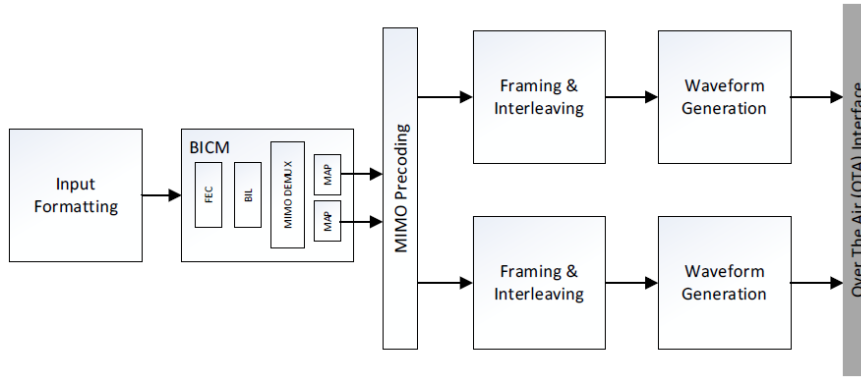 Input
Formatting
BICM
FEC
BIL
MIMO DEMUX
MAP
MAP
MIMO Precoding
Framing &
Interleaving
Waveform
Generation
Framing &
Interleaving
Waveform
Generation
Over The Air (OTA) Interface